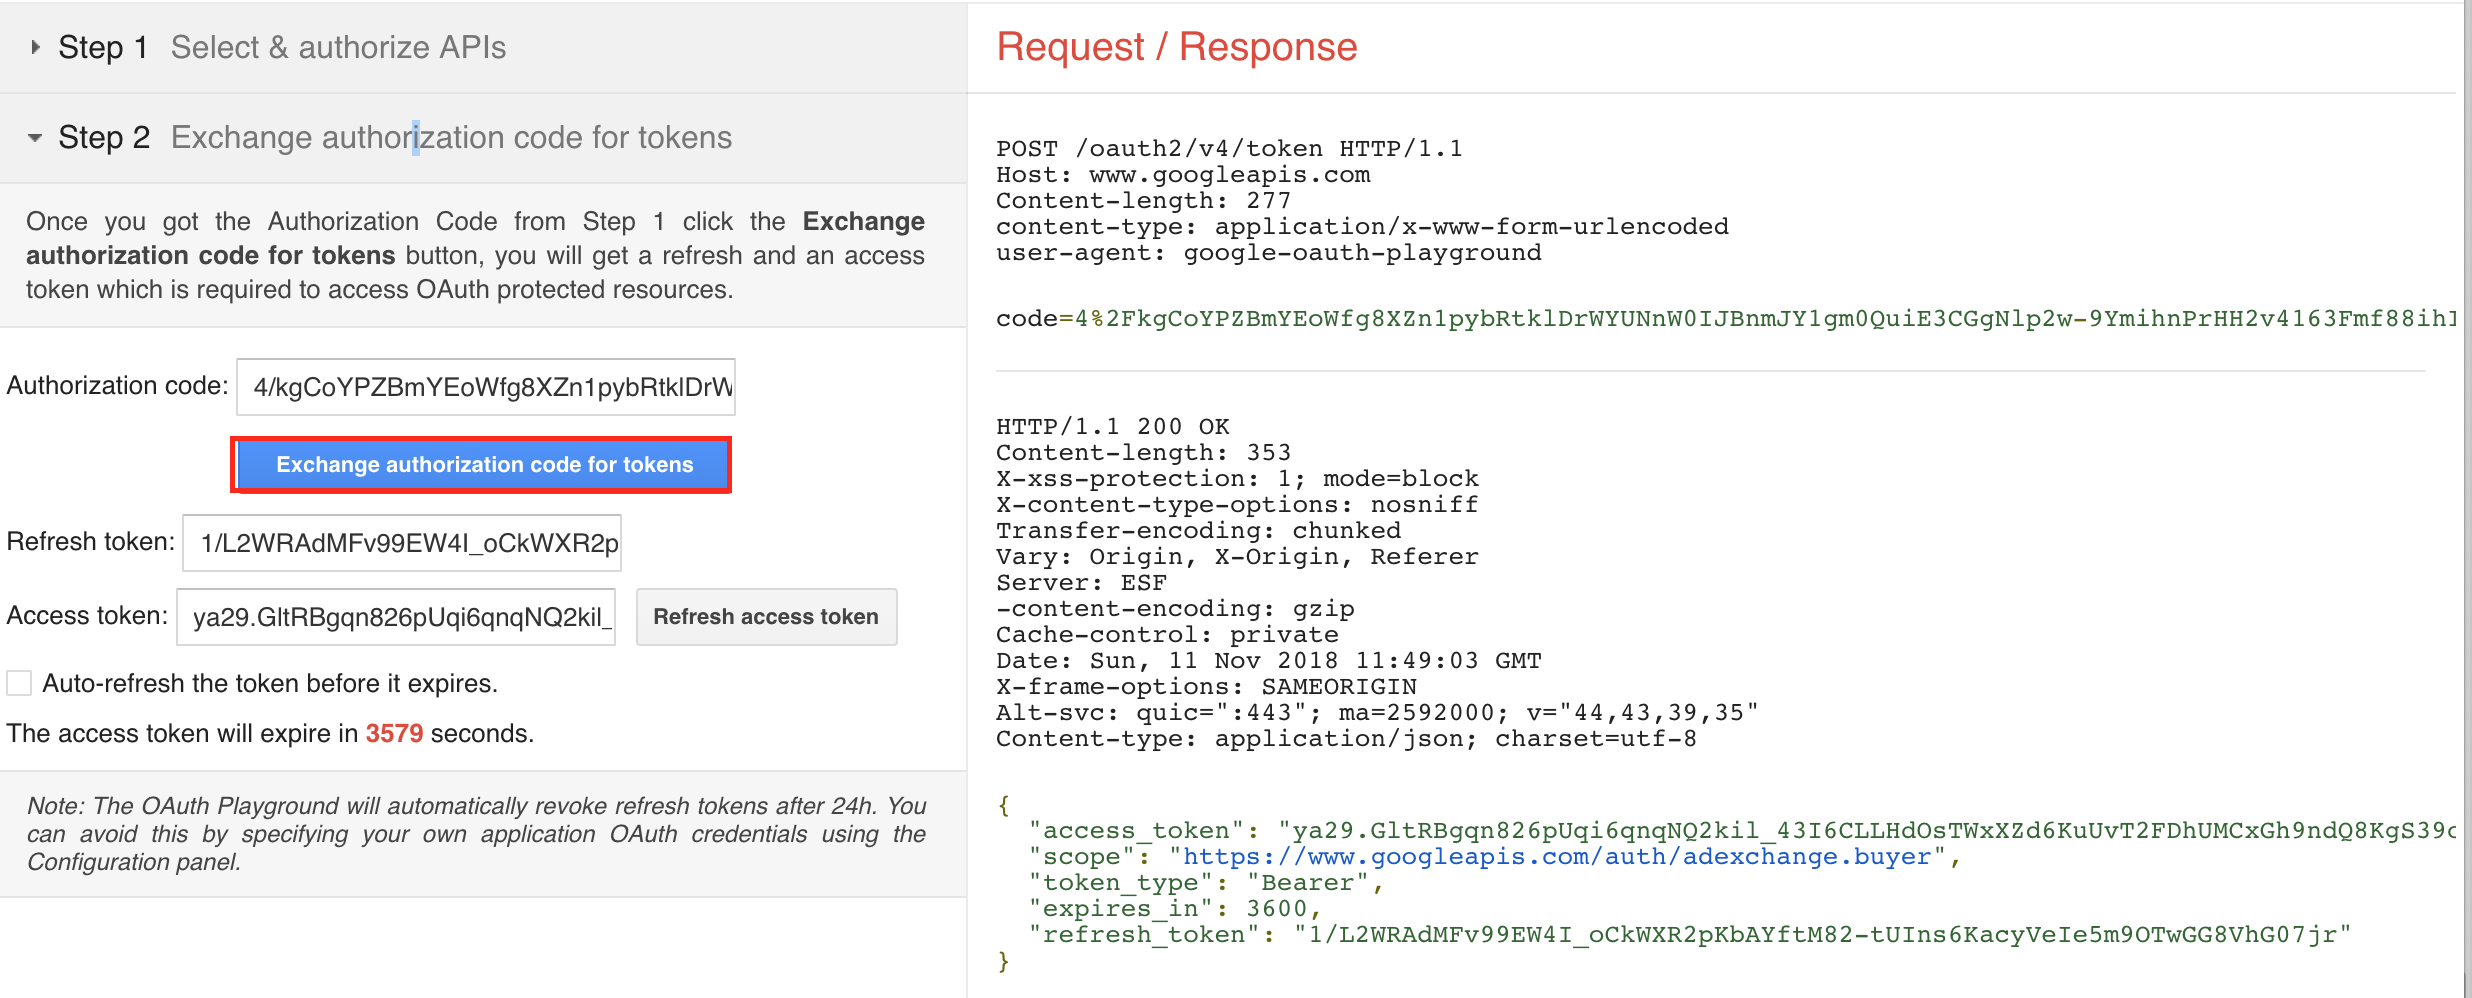 Step 1 Select & authorize APIs
Step 2 Exchange authorization code for tokens
Once you got the Authorization Code from Step 1 click the Exchange
authorization code for tokens button, you will get a refresh and an access
token which is required to access OAuth protected resources.
Authorization code: 4/kgCoYPZBmYEoWfg8XZn1pybRtklDrW
Exchange authorization code for tokens
Refresh token: 1/L2WRAdMFv99EW4I_oCkWXR2p
Access token: ya29.GltRBgqn826pUqi6qnqNQ2kil_ Refresh access token
Auto-refresh the token before it expires.
The access token will expire in 3579 seconds.
Note: The OAuth Playground will automatically revoke refresh tokens after 24h. You
can avoid this by specifying your own application OAuth credentials using the
Configuration panel.
Request / Response
POST /oauth2/v4/token HTTP/1.1
Host: www.googleapis.com
Content-length: 277
content-type: application/x-www-form-urlencoded
user-agent: google-oauth-playground
code=4%2FkgCoYPZBmYEoWfg8XZn1pybRtklDrWYUNnW0IJBnmJY1gm0QuiE3CGgNlp2w-9YmihnPrHH2v4163Fmf88ih1
HTTP/1.1 200 OK
Content-length: 353
X-xss-protection: 1; mode=block
X-content-type-options: nosniff
Transfer-encoding: chunked
Vary: Origin, X-Origin, Referer
Server: ESF
-content-encoding: gzip
Cache-control: private
Date: Sun, 11 Nov 2018 11:49:03 GMT
X-frame-options: SAMEORIGIN
Alt-svc: quic=":443"; ma=2592000; v="44,43,39,35"
Content-type: application/json; charset=utf-8
{
"access_token": "ya29.GltRBgqn826pUqi6qnqNQ2kil_43I6CLLHdOsTWxXZd6KuUvT2FDhUMCxGh9ndQ8KgS39c
"scope": "https://www.googleapis.com/auth/adexchange.buyer",
"token_type": "Bearer",
"expires_in": 3600,
"refresh_token": "1/L2WRAdMFv99EW4I_oCkWXR2pKbAYftM82-tUIns6KacyVeIe5m9OTwGG8VhG07jr"
}